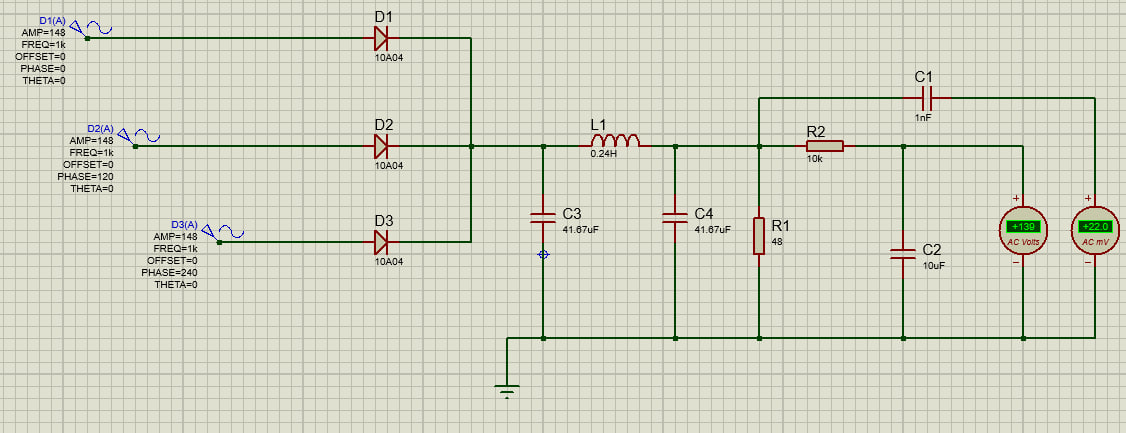 D1(A)
AMP=148
FREQ=1k
OFFSET=0
PHASE=0
THETA=0
D1
10A04
D2(A)
AMP=148
FREQ=1k
OFFSET=0
PHASE=120
THETA=0
D2
10A04
D3(A)
AMP=148
FREQ=1k
OFFSET=0
PHASE=240
THETA=0
D3
10A04
L1
0.24H
C3
41.67uF
C4
41.67uF
R1
48
R2
10k
C1
1nF
C2
10uF
+
+139
AC Volts
−
+
+22.0
AC mV
−